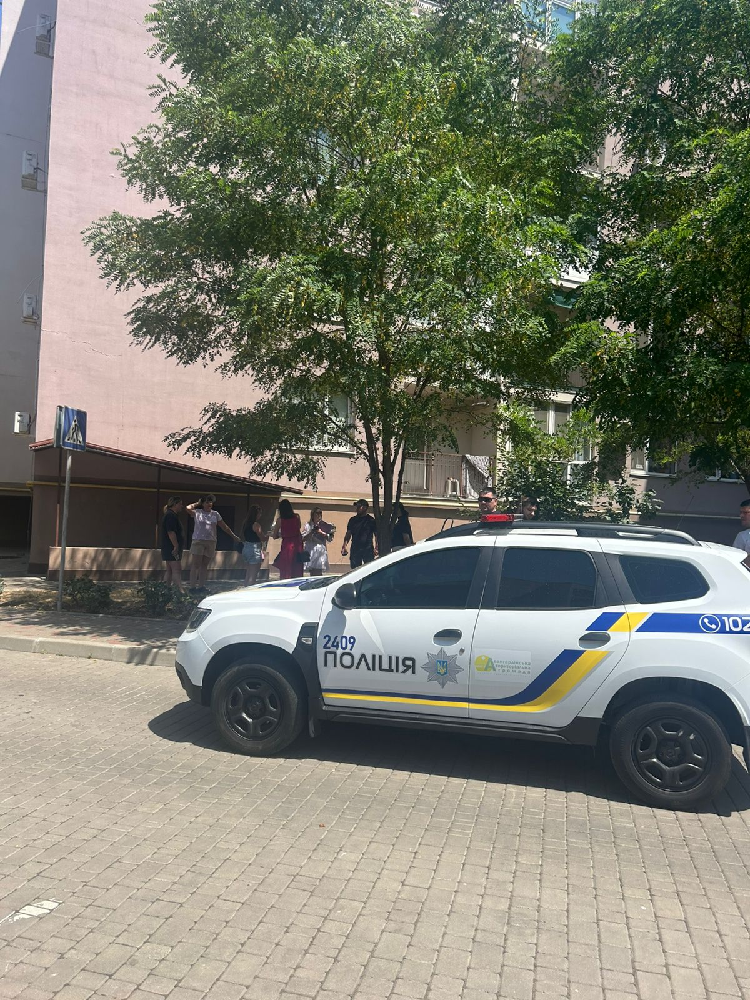 2409
ПОЛІЦІЯ
Авангардівська
територіальна
громада
102